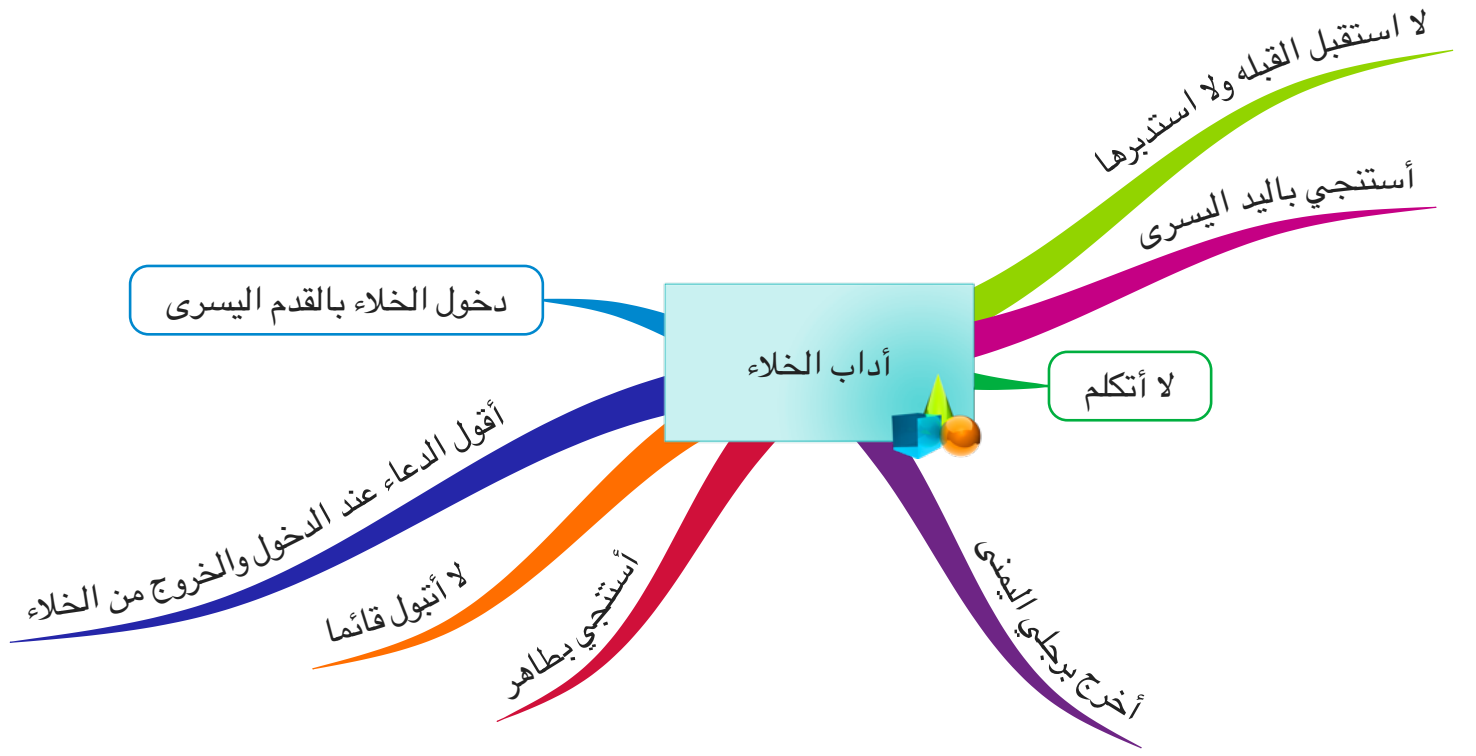 أداب الخلاء
لا استقبل القبله ولا استدبرها
أستنجي باليد اليسرى
لا أتكلم
أخرج برجلي اليمنى
أستنجي بطاهر
لا أتبول قائما
أقول الدعاء عند الدخول والخروج من الخلاء
دخول الخلاء بالقدم اليسرى